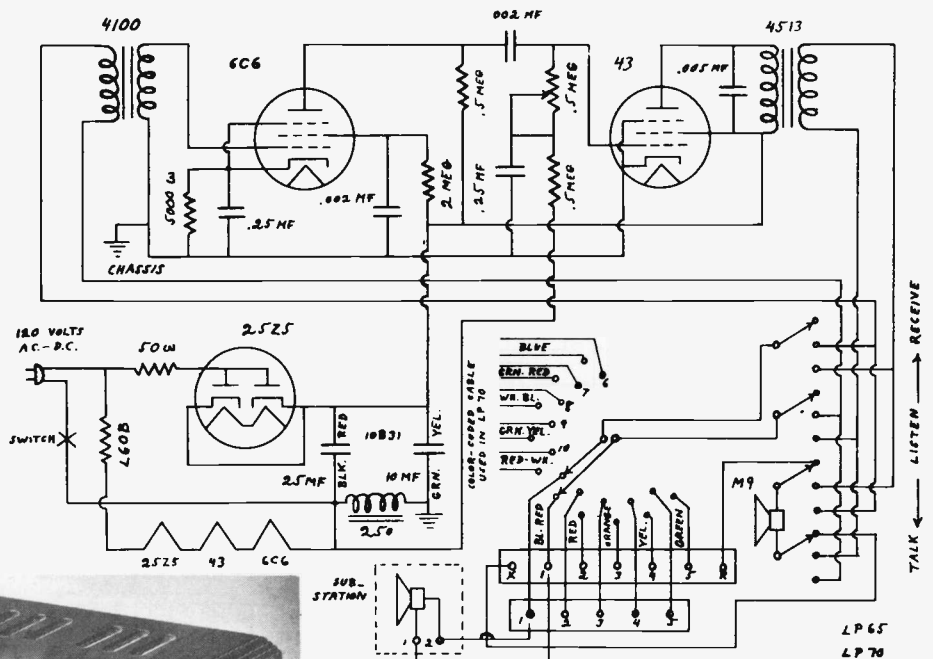 4100
6C6
.002 MF
43
4513
.005 MF
.5 MEG
.5 MEG
5000 ω
.25 MF
.002 MF
2 MEG
.25 MF
.5 MEG
CHASSIS
120 VOLTS
A.C.-D.C.
50 ω
25Z5
SWITCH
L60B
RED
BLK.
25 MF
10B31
10 MF
YEL.
GRN.
250
25Z5
43
6C6
COLOR-CODED CABLE
USED IN LP 70
BLUE
6
GRN.-RED
7
WH. BL.
8
GRN. YEL.
9
RED-WH.
10
BL-RED
RED
ORANGE
YEL.
GREEN
X 1 2 3 4 5 X
1 2 3 4 5
SUB-
STATION
1 2
M9
TALK ← LISTEN → RECEIVE
LP 65
LP 70